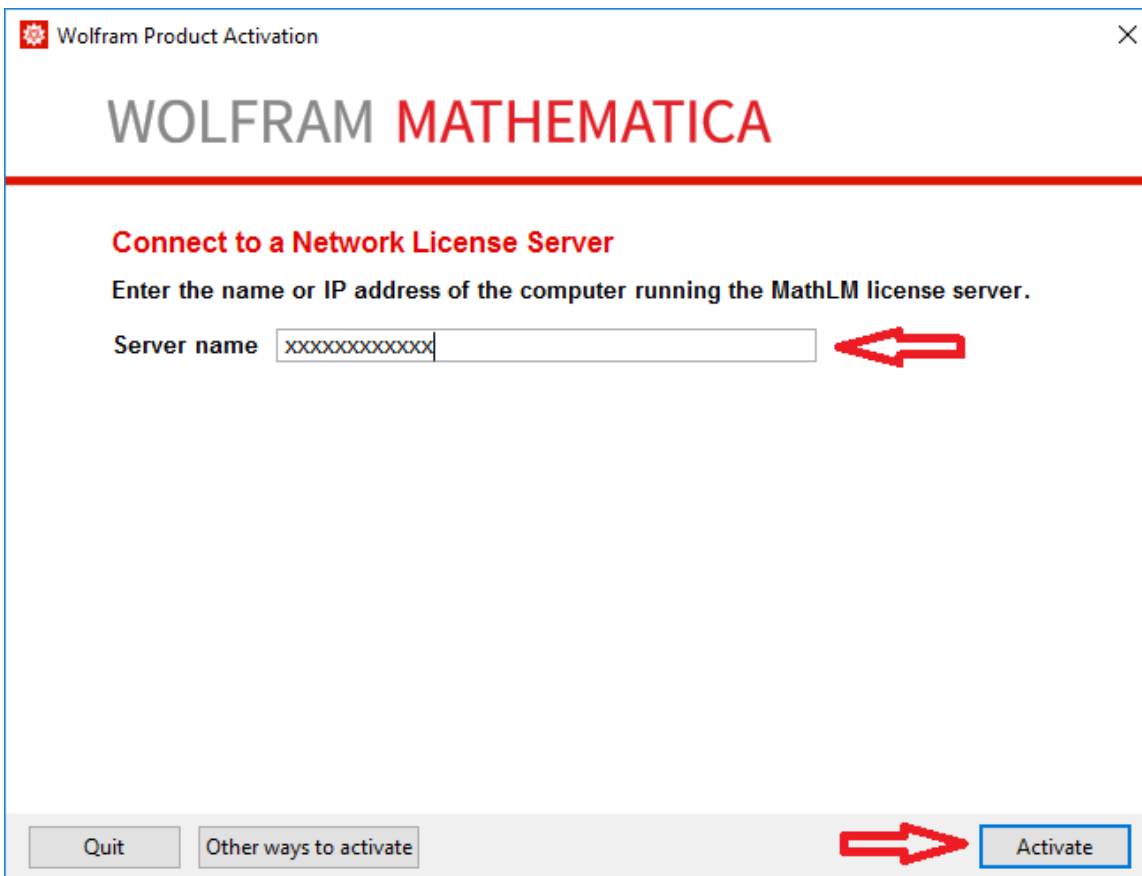 Wolfram Product Activation
WOLFRAM MATHEMATICA
Connect to a Network License Server
Enter the name or IP address of the computer running the MathLM license server.
Server name xxxxxxxxxxxx
Quit Other ways to activate Activate